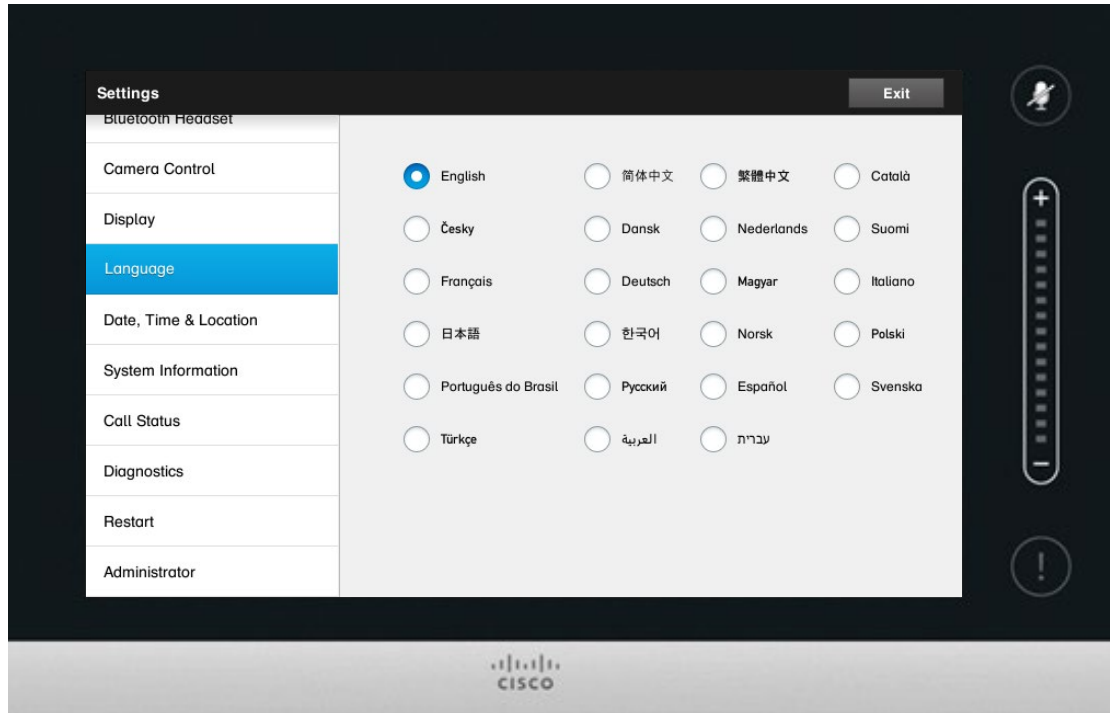 Settings
Exit
Bluetooth Headset
Camera Control
Display
Language
Date, Time & Location
System Information
Call Status
Diagnostics
Restart
Administrator
English 简体中文 繁體中文 Català
Česky Dansk Nederlands Suomi
Français Deutsch Magyar Italiano
日本語 한국어 Norsk Polski
Português do Brasil Русский Español Svenska
Türkçe العربية עברית
+
−
!
CISCO